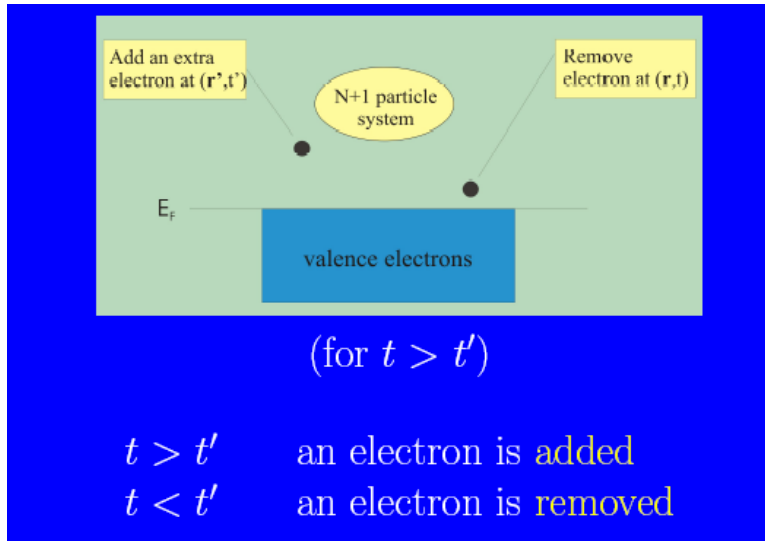 Add an extra
electron at (r’,t’)
N+1 particle
system
Remove
electron at (r,t)
E_F
valence electrons
(for t > t′)
t > t′ an electron is added
t < t′ an electron is removed